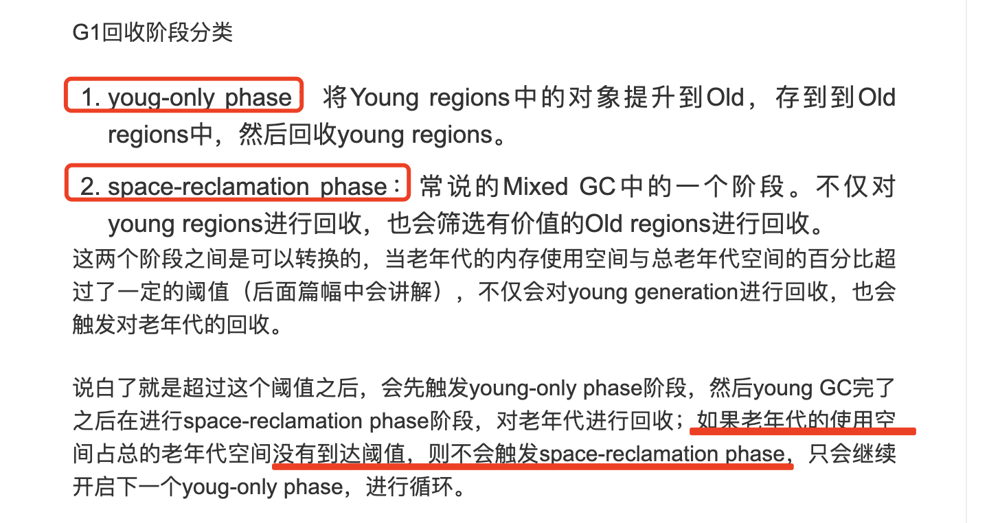 G1回收阶段分类
1. youg-only phase： 将Young regions中的对象提升到Old，存到到Old
regions中，然后回收young regions。
2. space-reclamation phase：常说的Mixed GC中的一个阶段。不仅对
young regions进行回收，也会筛选有价值的Old regions进行回收。
这两个阶段之间是可以转换的，当老年代的内存使用空间与总老年代空间的百分比超
过了一定的阈值（后面篇幅中会讲解），不仅会对young generation进行回收，也会
触发对老年代的回收。
说白了就是超过这个阈值之后，会先触发young-only phase阶段，然后young GC完了
之后在进行space-reclamation phase阶段，对老年代进行回收；如果老年代的使用空
间占总的老年代空间没有到达阈值，则不会触发space-reclamation phase，只会继续
开启下一个youg-only phase，进行循环。